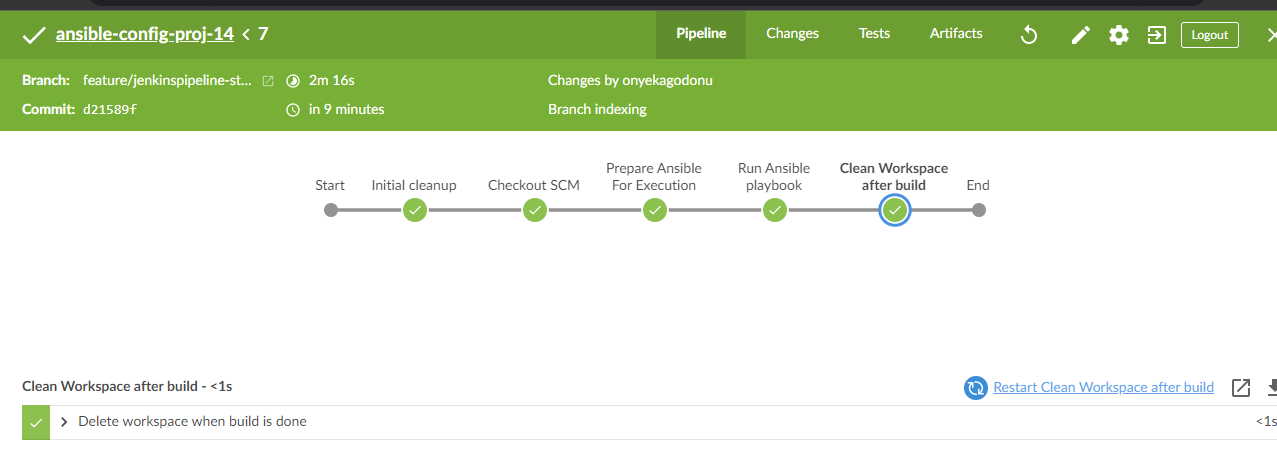 ansible-config-proj-14 < 7
Pipeline Changes Tests Artifacts Logout
Branch: feature/jenkinspipeline-st... 2m 16s Changes by onyekagodonu
Commit: d21589f in 9 minutes Branch indexing
Start Initial cleanup Checkout SCM Prepare Ansible For Execution Run Ansible playbook Clean Workspace after build End
Clean Workspace after build - <1s Restart Clean Workspace after build
Delete workspace when build is done <1s